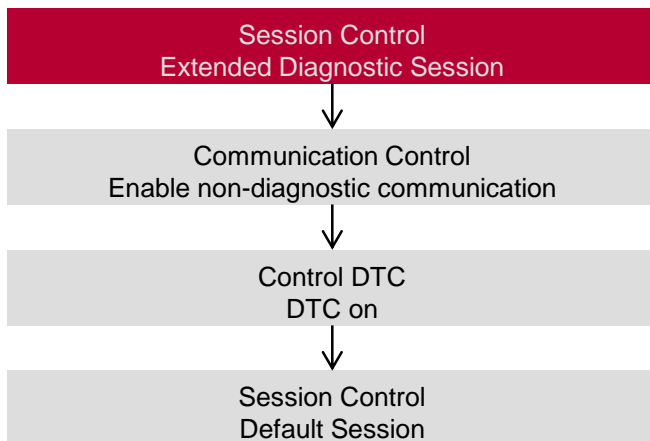 Session Control
Extended Diagnostic Session
Communication Control
Enable non-diagnostic communication
Control DTC
DTC on
Session Control
Default Session